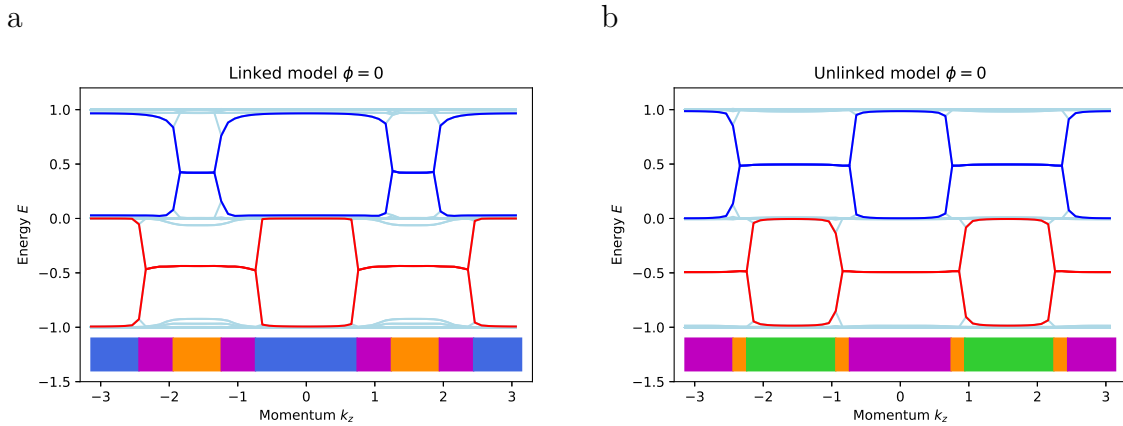 a
Linked model ϕ = 0
1.0
0.5
0.0
−0.5
−1.0
−1.5
Energy E
−3 −2 −1 0 1 2 3
Momentum k_z
b
Unlinked model ϕ = 0
1.0
0.5
0.0
−0.5
−1.0
−1.5
Energy E
−3 −2 −1 0 1 2 3
Momentum k_z